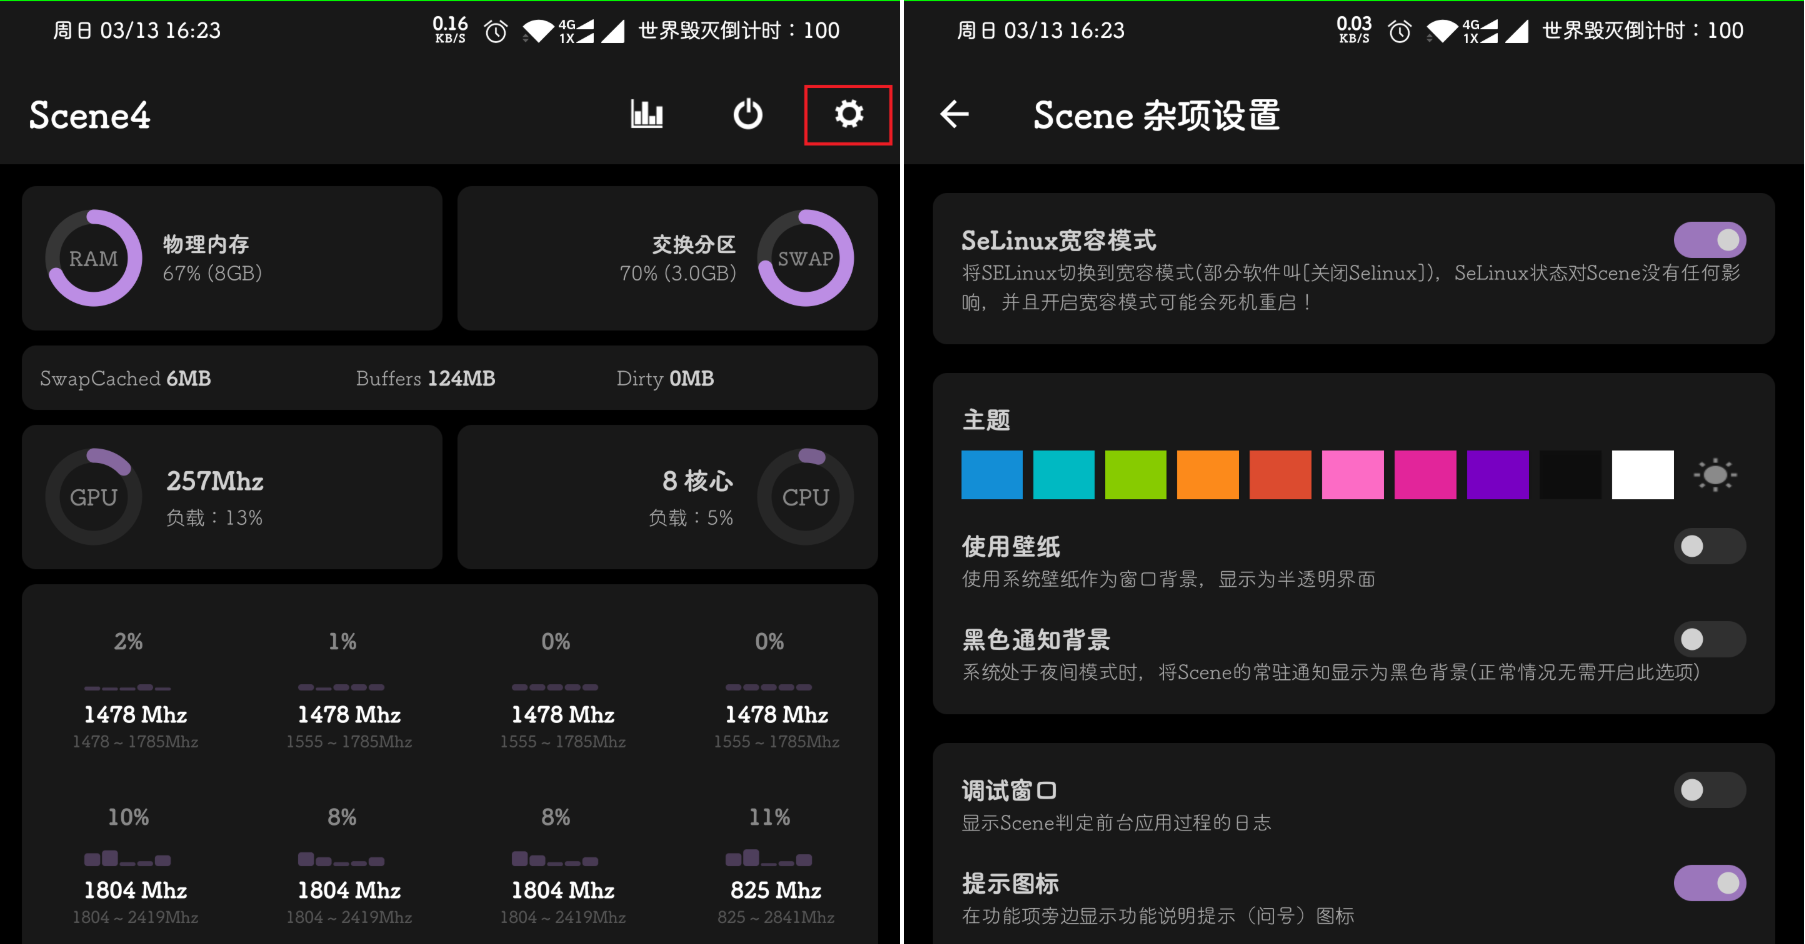 周日 03/13 16:23
0.16
KB/S
4G
1X
世界毁灭倒计时：100
Scene4
RAM
物理内存
67% (8GB)
交换分区
70% (3.0GB)
SWAP
SwapCached 6MB
Buffers 124MB
Dirty 0MB
GPU
257Mhz
负载：13%
8 核心
负载：5%
CPU
2%
1%
0%
0%
1478 Mhz
1478 Mhz
1478 Mhz
1478 Mhz
1478 ~ 1785Mhz
1555 ~ 1785Mhz
1555 ~ 1785Mhz
1555 ~ 1785Mhz
10%
8%
8%
11%
1804 Mhz
1804 Mhz
1804 Mhz
825 Mhz
1804 ~ 2419Mhz
1804 ~ 2419Mhz
1804 ~ 2419Mhz
825 ~ 2841Mhz
周日 03/13 16:23
0.03
KB/S
4G
1X
世界毁灭倒计时：100
Scene 杂项设置
SeLinux宽容模式
将SELinux切换到宽容模式(部分软件叫[关闭Selinux])，SeLinux状态对Scene没有任何影
响，并且开启宽容模式可能会死机重启！
主题
使用壁纸
使用系统壁纸作为窗口背景，显示为半透明界面
黑色通知背景
系统处于夜间模式时，将Scene的常驻通知显示为黑色背景(正常情况无需开启此选项)
调试窗口
显示Scene判定前台应用过程的日志
提示图标
在功能项旁边显示功能说明提示（问号）图标